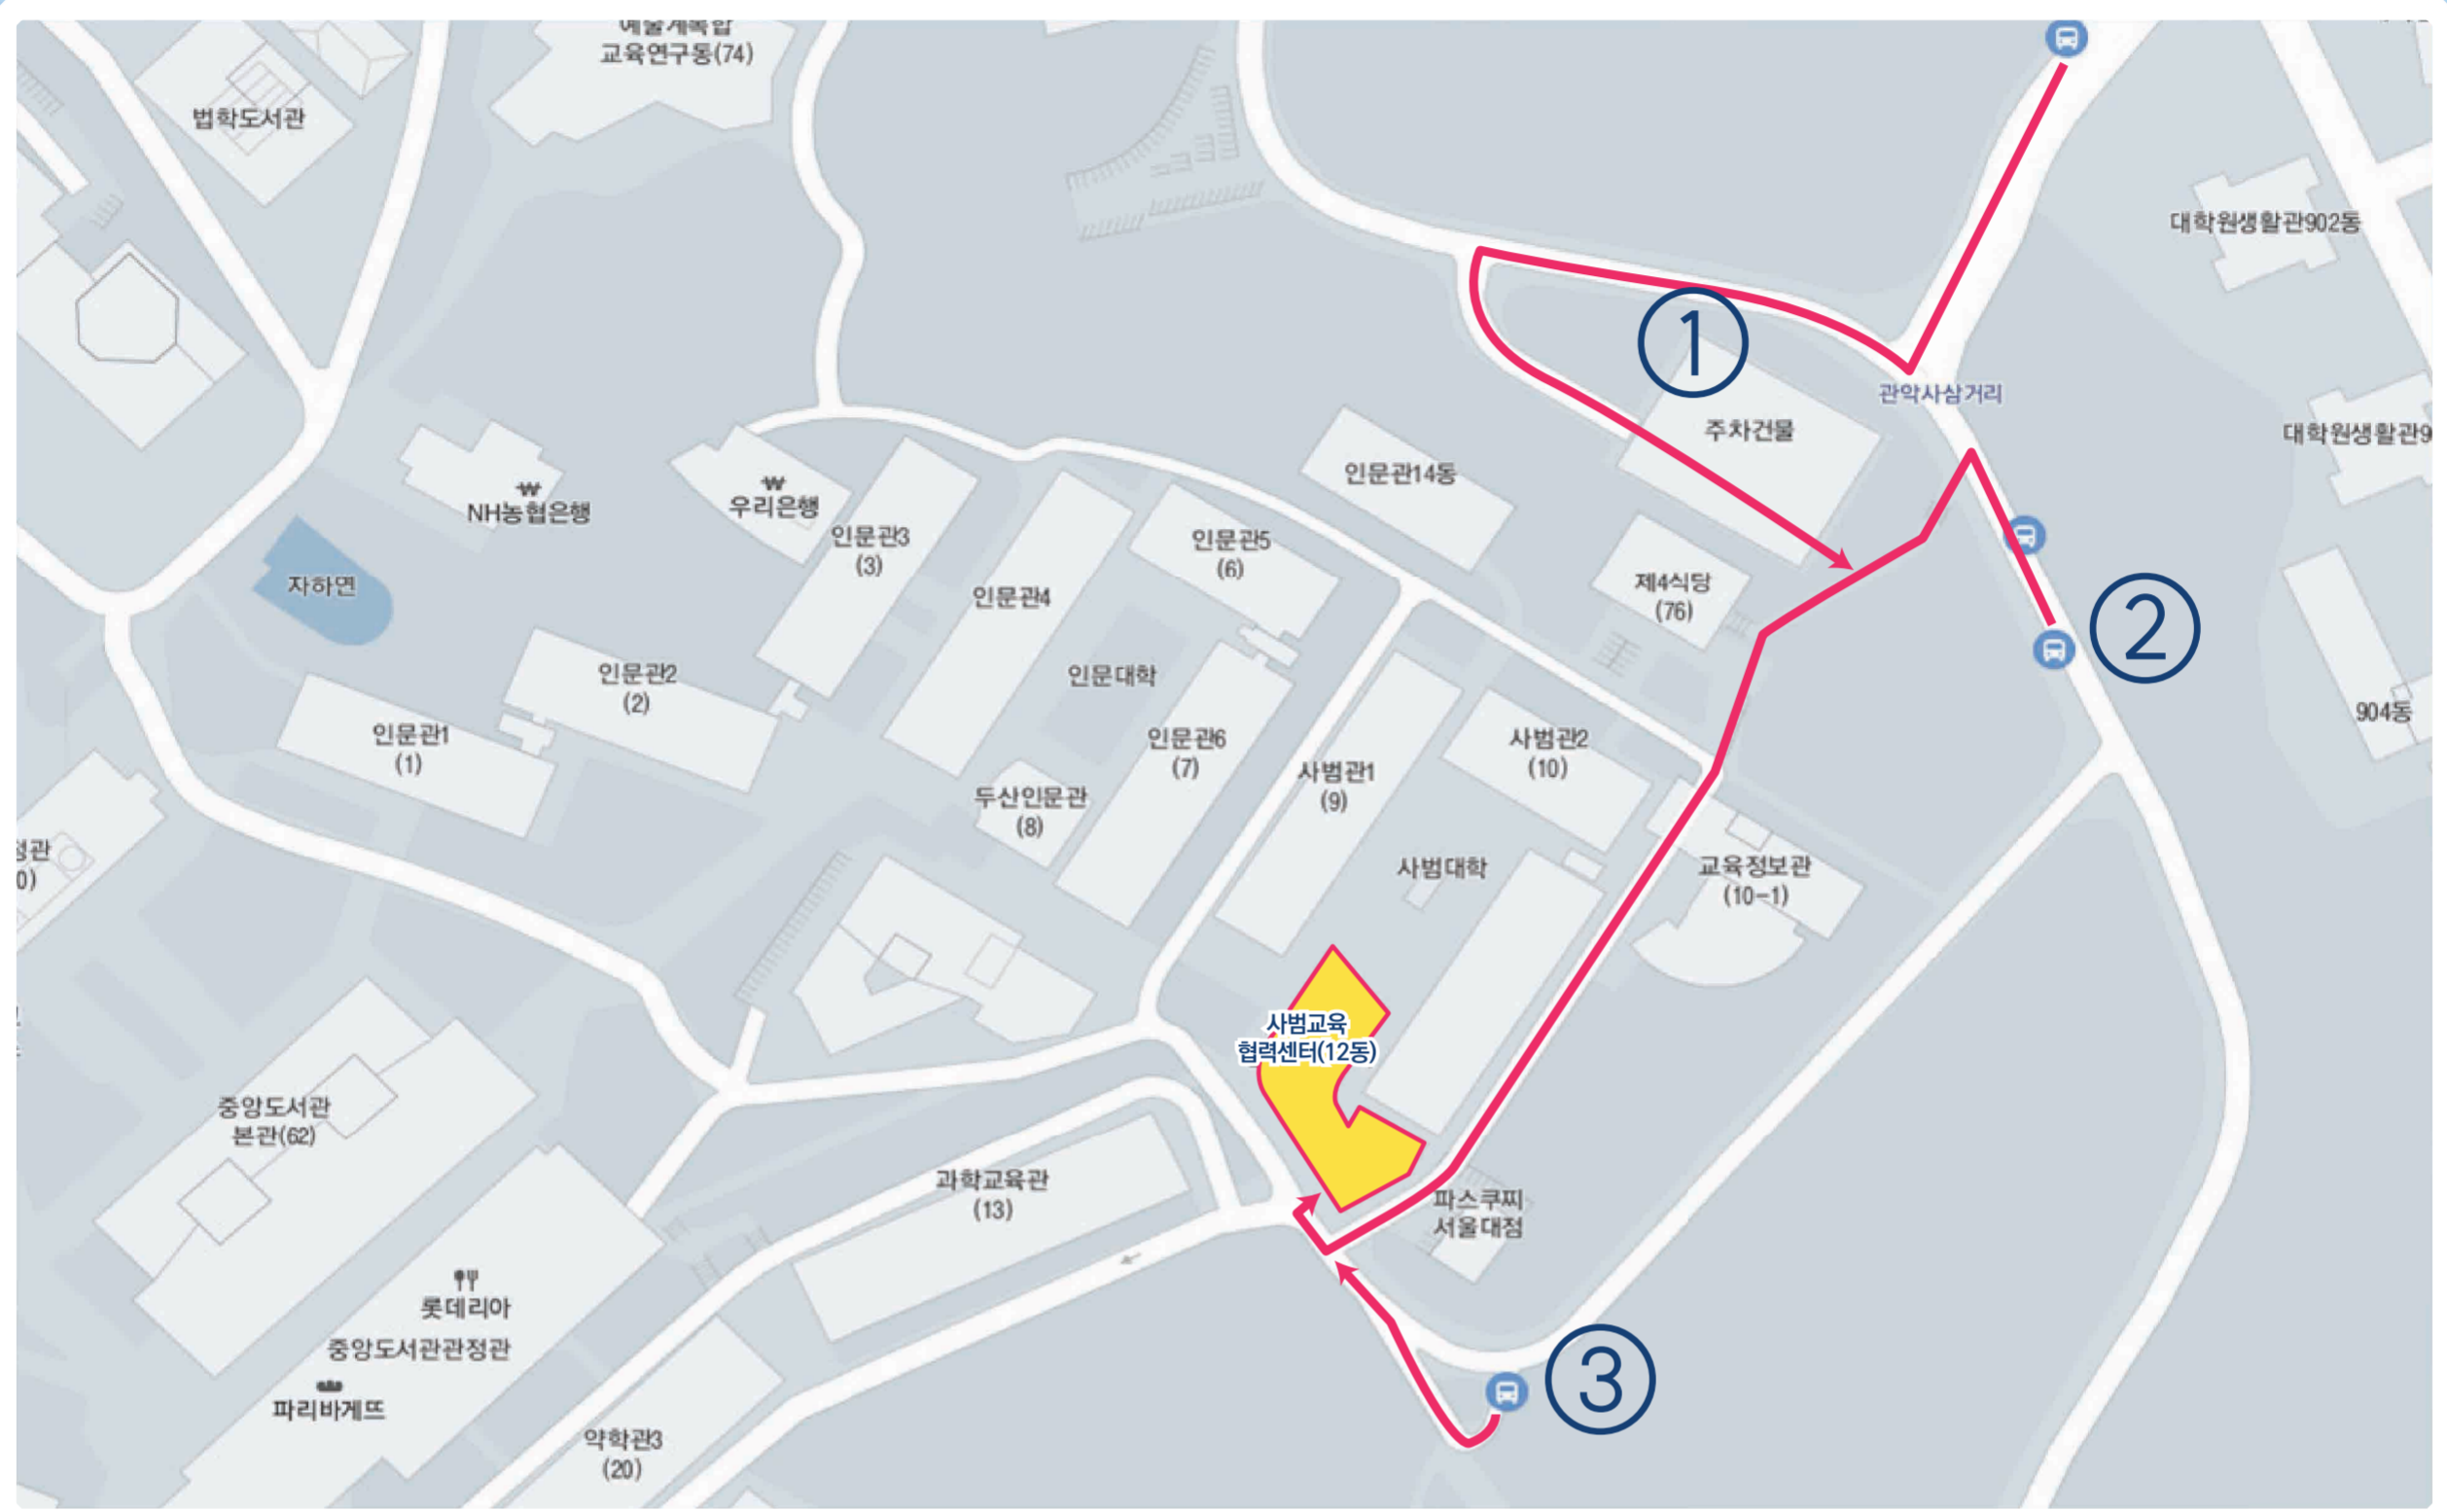 예술계복합
교육연구동(74)
법학도서관
대학원생활관902동
①
관악사삼거리
주차건물
대학원생활관9
인문관14동
NH농협은행
우리은행
인문관3
(3)
인문관5
(6)
인문관4
제4식당
(76)
자하연
②
인문관2
(2)
인문대학
904동
인문관1
(1)
인문관6
(7)
사범관2
(10)
사범관1
(9)
두산인문관
(8)
사범대학
교육정보관
(10-1)
0)
사범교육
협력센터(12동)
중앙도서관
본관(62)
과학교육관
(13)
파스쿠찌
서울대점
롯데리아
중앙도서관관정관
③
파리바게뜨
약학관3
(20)